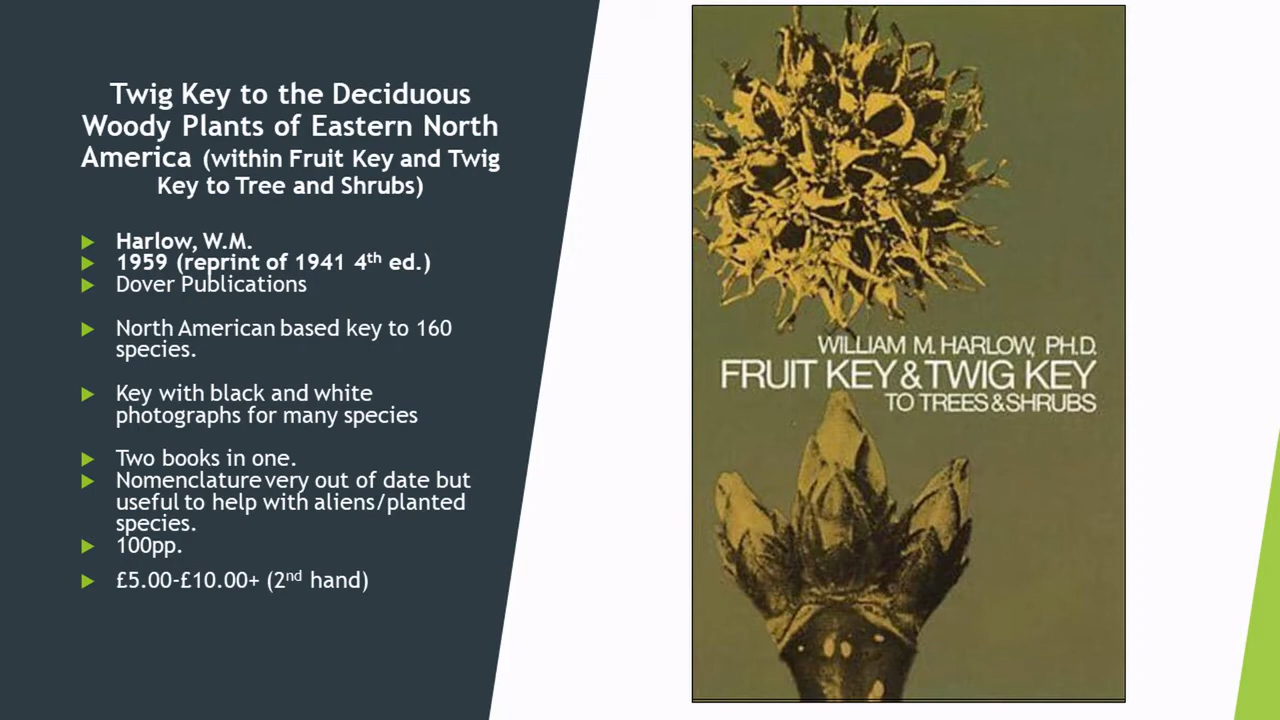 Twig Key to the Deciduous
Woody Plants of Eastern North
America (within Fruit Key and Twig
Key to Tree and Shrubs)
Harlow, W.M.
1959 (reprint of 1941 4th ed.)
Dover Publications
North American based key to 160
species.
Key with black and white
photographs for many species
Two books in one.
Nomenclature very out of date but
useful to help with aliens/planted
species.
100pp.
£5.00-£10.00+ (2nd hand)
WILLIAM M. HARLOW, PH.D.
FRUIT KEY & TWIG KEY
TO TREES & SHRUBS